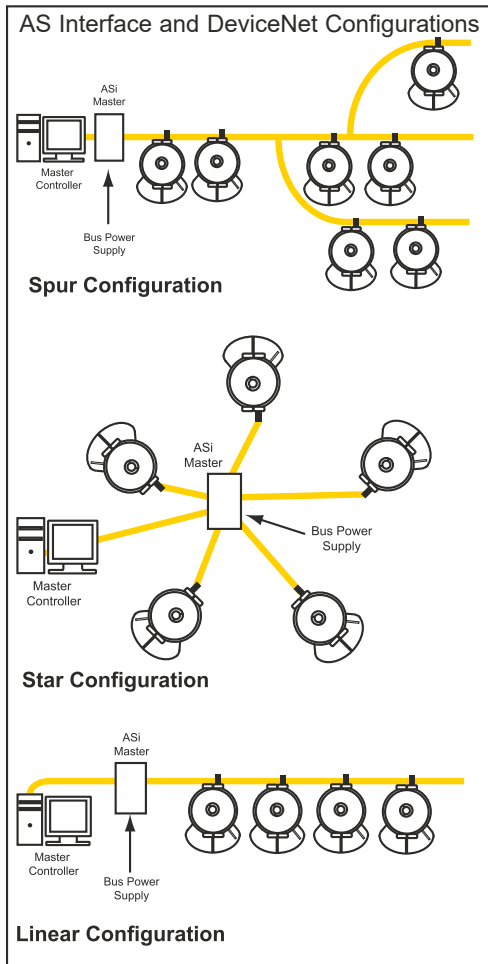 AS Interface and DeviceNet Configurations
ASi
Master
Master
Controller
Bus Power
Supply
Spur Configuration
ASi
Master
Bus Power
Supply
Master
Controller
Star Configuration
ASi
Master
Master
Controller
Bus Power
Supply
Linear Configuration